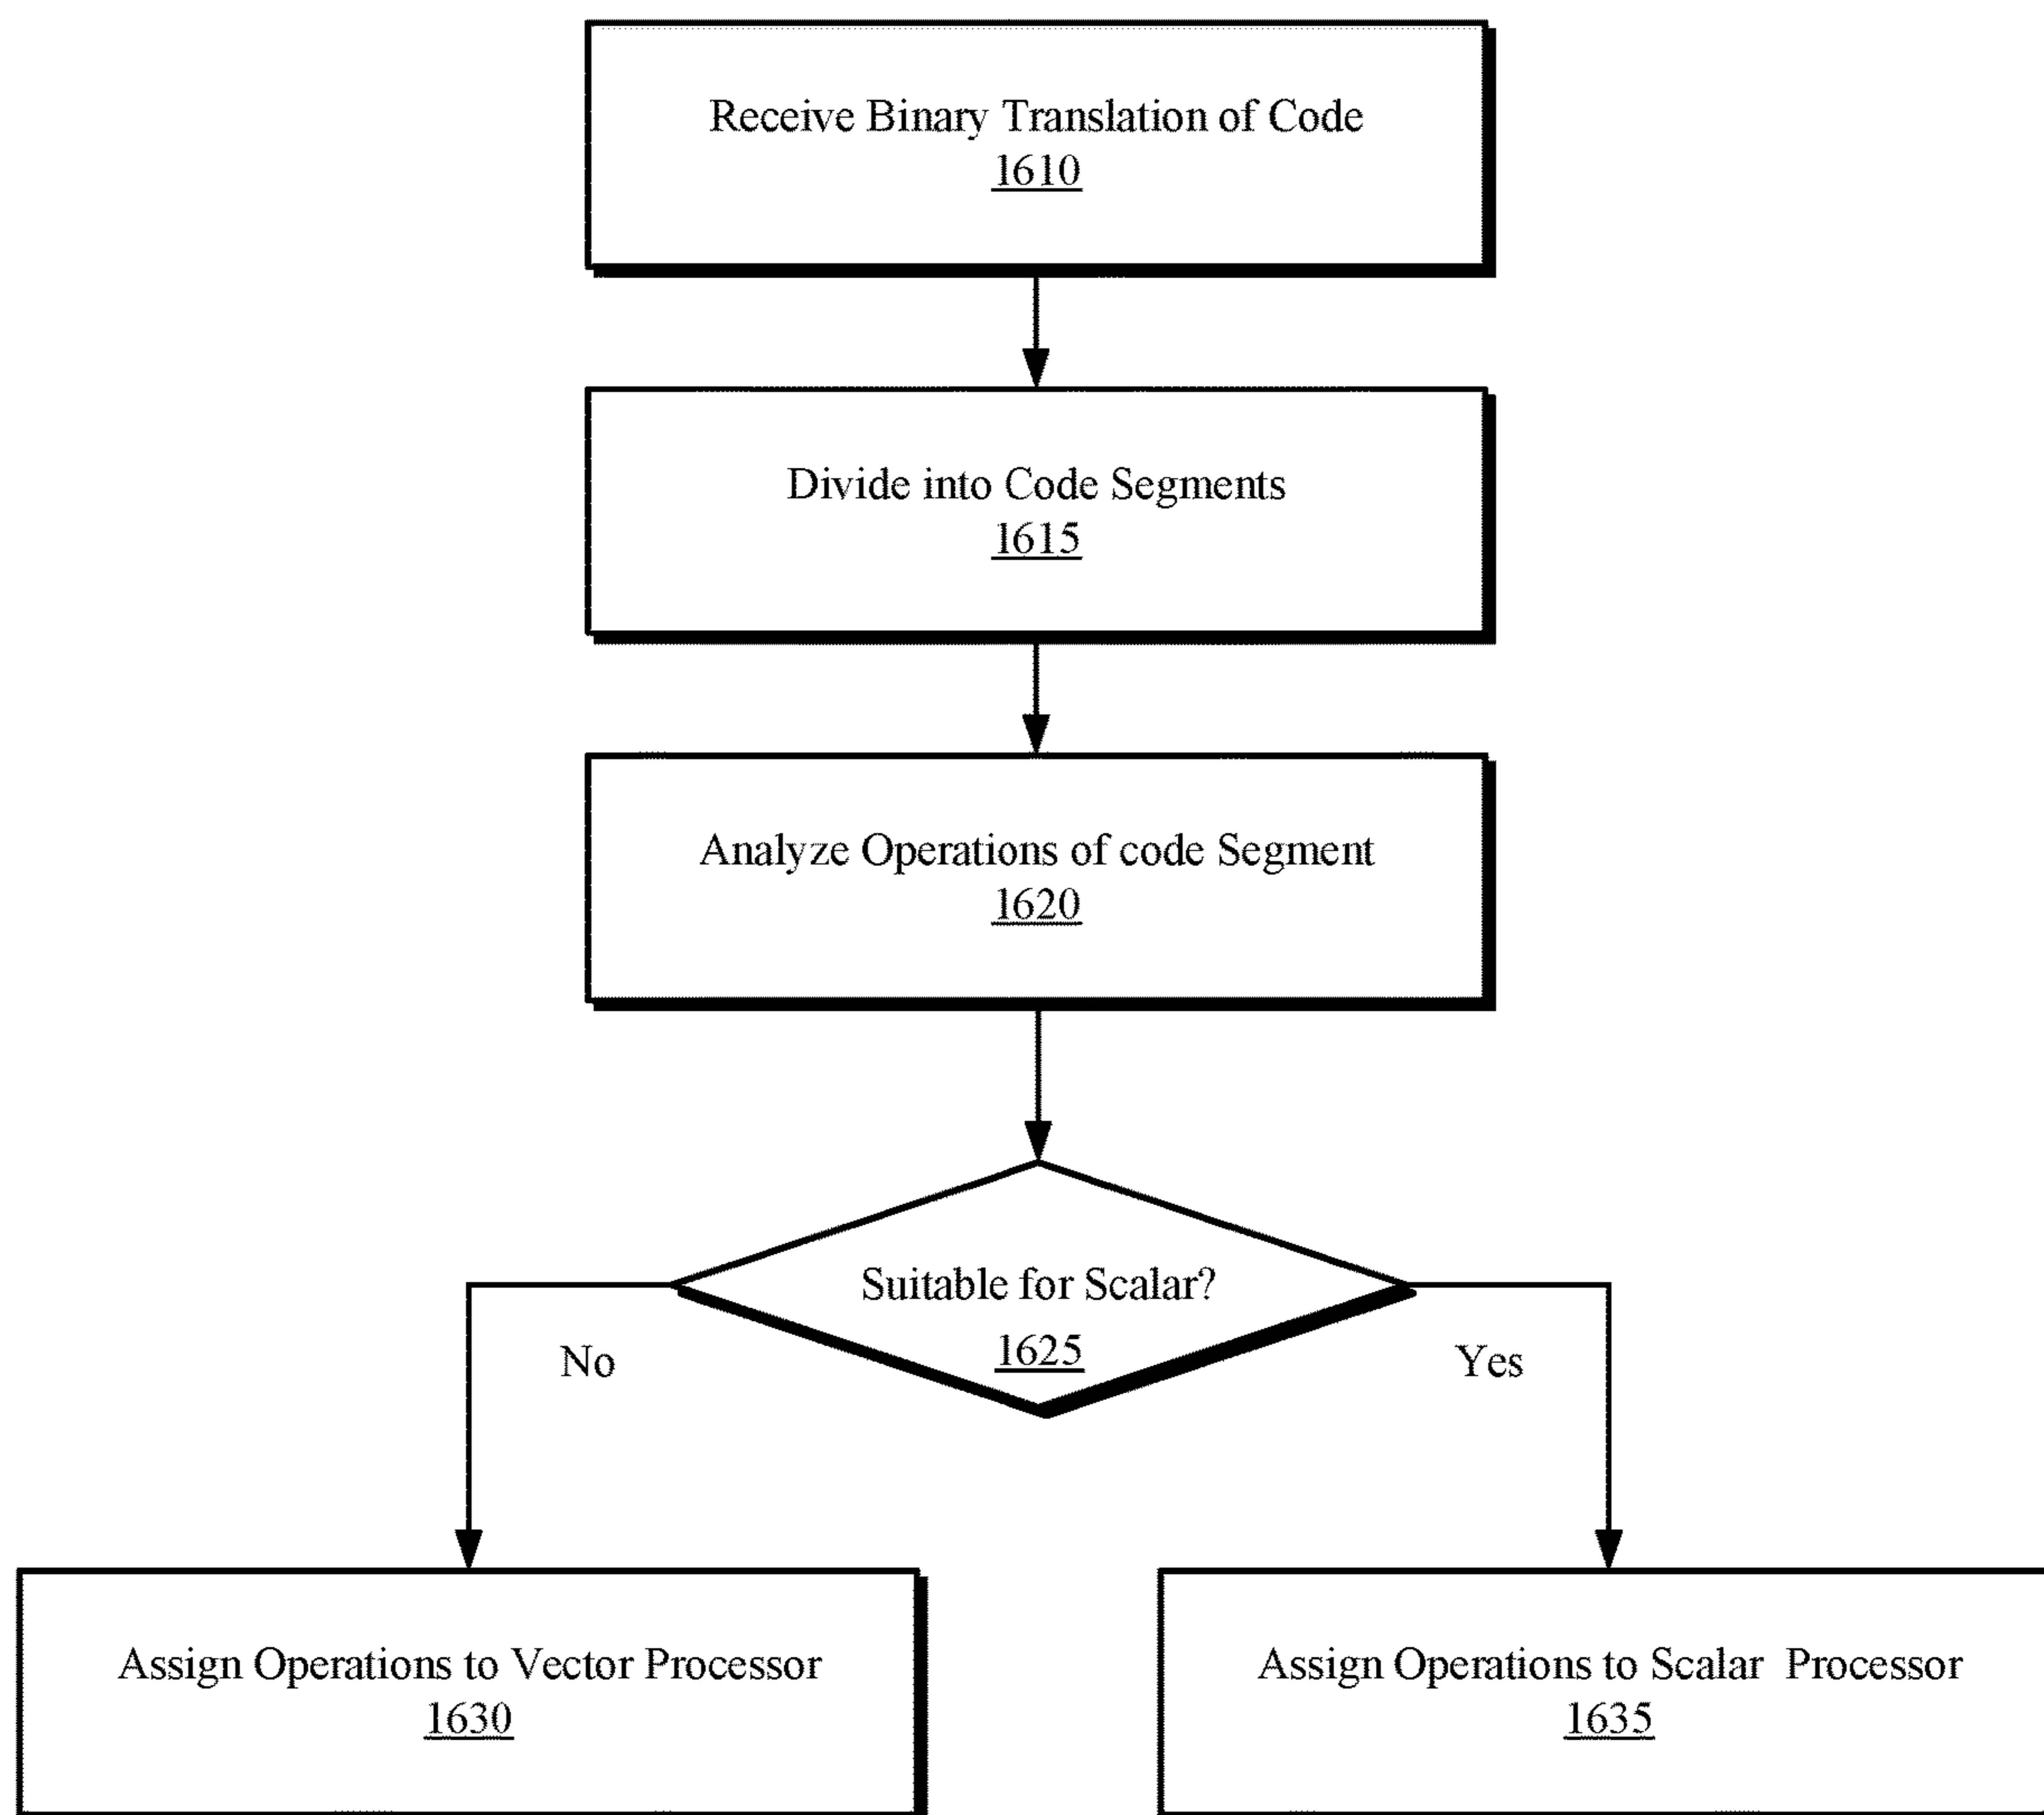 Receive Binary Translation of Code
1610
Divide into Code Segments
1615
Analyze Operations of code Segment
1620
Suitable for Scalar?
1625
No
Yes
Assign Operations to Vector Processor
1630
Assign Operations to Scalar Processor
1635